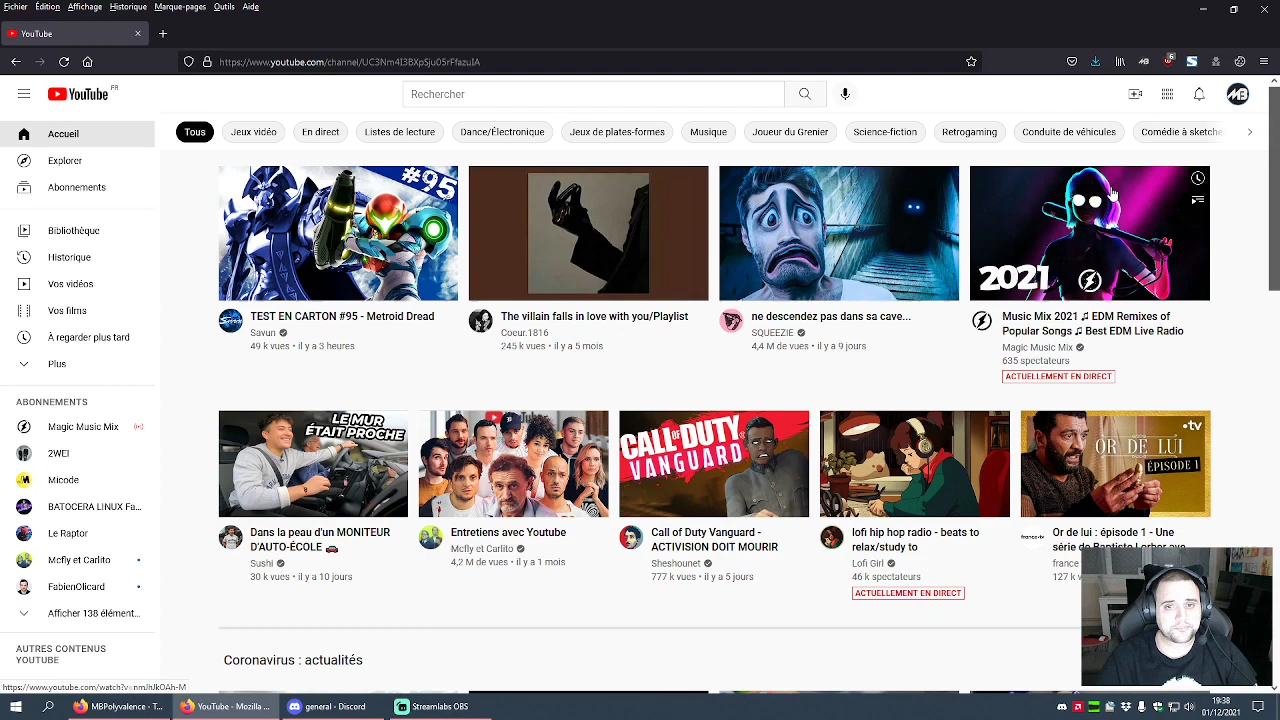 Fichier Édition Affichage Historique Marque-pages Outils Aide
YouTube
https://www.youtube.com/channel/UC3Nm4I3BXpSju05rFfazuIA
YouTube FR
Rechercher
Accueil
Explorer
Abonnements
Bibliothèque
Historique
Vos vidéos
Vos films
À regarder plus tard
Plus
ABONNEMENTS
Magic Music Mix
2WEI
Micode
BATOCERA LINUX Fa...
Le Raptor
Mcfly et Carlito
FabienOlicard
Afficher 138 élément...
AUTRES CONTENUS
YOUTUBE
Tous Jeux vidéo En direct Listes de lecture Dance/Électronique Jeux de plates-formes Musique Joueur du Grenier Science-fiction Retrogaming Conduite de véhicules Comédie à sketche
#95
TEST EN CARTON #95 - Metroid Dread
Savun
49 k vues • il y a 3 heures
The villain falls in love with you/Playlist
Coeur.1816
245 k vues • il y a 5 mois
ne descendez pas dans sa cave...
SQUEEZIE
4,4 M de vues • il y a 9 jours
2021
Music Mix 2021 🎵 EDM Remixes of
Popular Songs 🎵 Best EDM Live Radio
Magic Music Mix
635 spectateurs
ACTUELLEMENT EN DIRECT
LE MUR
ÉTAIT PROCHE
Dans la peau d'un MONITEUR
D'AUTO-ÉCOLE 🚗
Sushi
30 k vues • il y a 10 jours
Entretiens avec Youtube
Mcfly et Carlito
4,2 M de vues • il y a 1 mois
CALL OF DUTY
VANGUARD
Call of Duty Vanguard -
ACTIVISION DOIT MOURIR
Sheshounet
777 k vues • il y a 5 jours
lofi hip hop radio - beats to
relax/study to
Lofi Girl
46 k spectateurs
ACTUELLEMENT EN DIRECT
•tv
OR DE LUI
ÉPISODE 1
Or de lui : épisode 1 - Une
série de Baptiste Lorber avec
france
127 k
Coronavirus : actualités
MBPolyvalence - T...
YouTube - Mozilla ...
general - Discord
Streamlabs OBS
19:38
01/12/2021